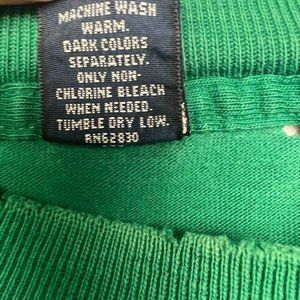 MACHINE WASH
WARM.
DARK COLORS
SEPARATELY.
ONLY NON-
CHLORINE BLEACH
WHEN NEEDED.
TUMBLE DRY LOW.
RN62830